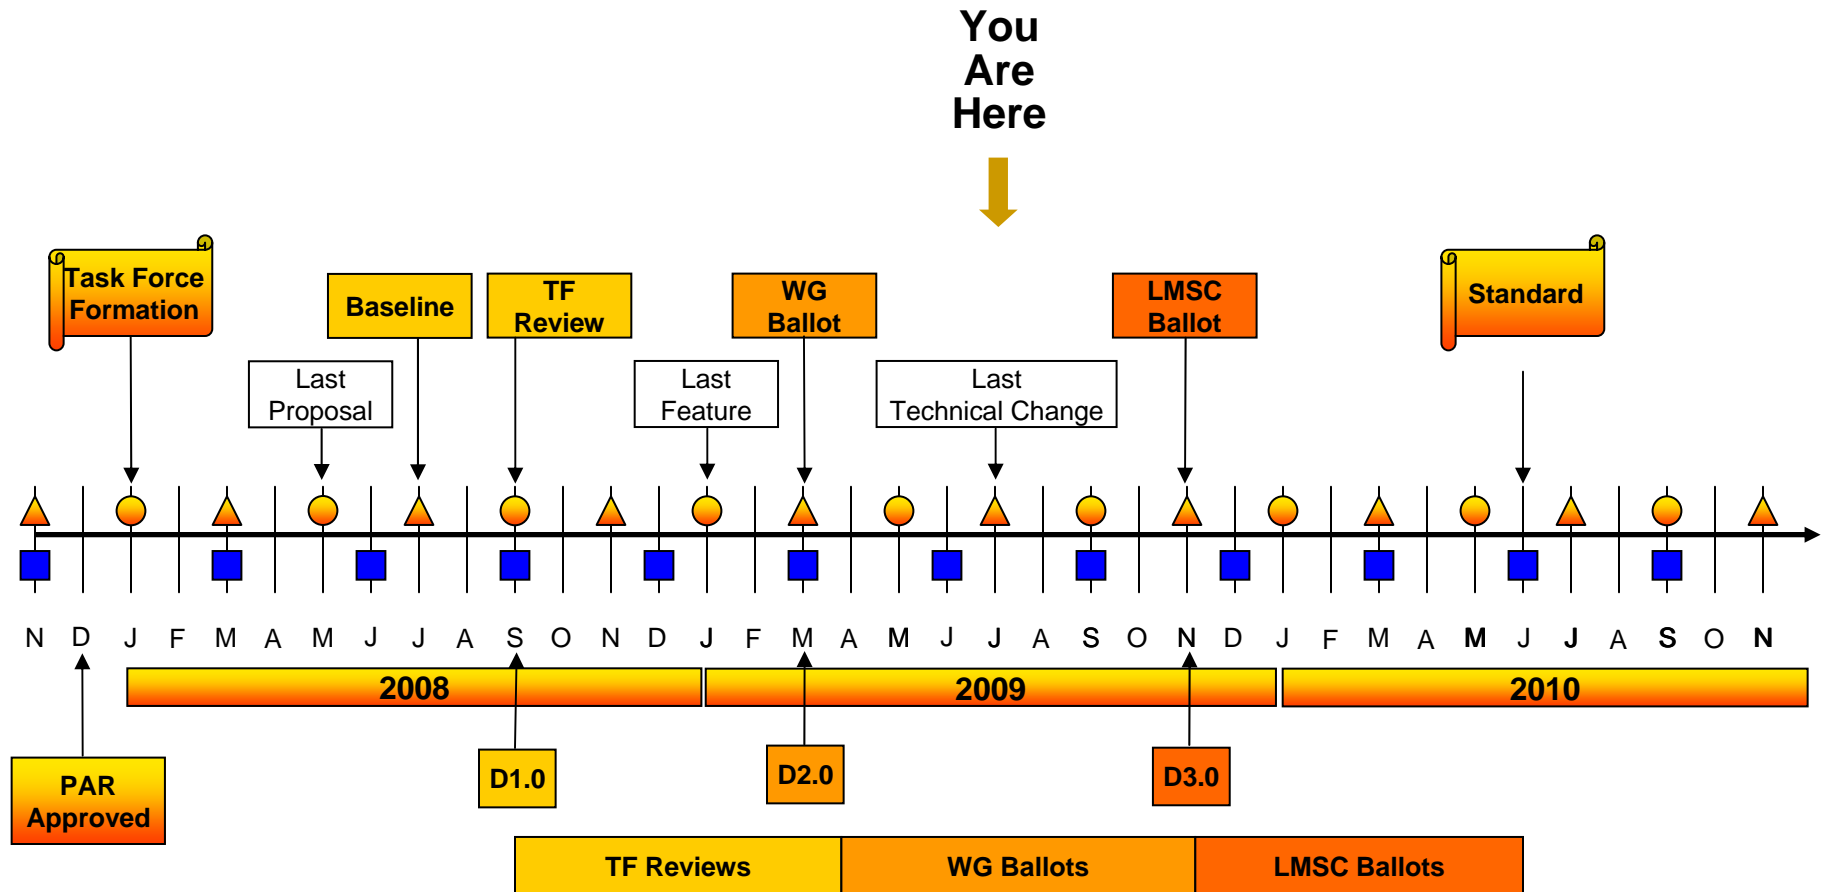 You
Are
Here
Task Force
Formation
Baseline
TF
Review
WG
Ballot
LMSC
Ballot
Standard
Last
Proposal
Last
Feature
Last
Technical Change
N D J F M A M J J A S O N D J F M A M J J A S O N D J F M A M J J A S O N
2008 2009 2010
PAR
Approved
D1.0
D2.0
D3.0
TF Reviews WG Ballots LMSC Ballots